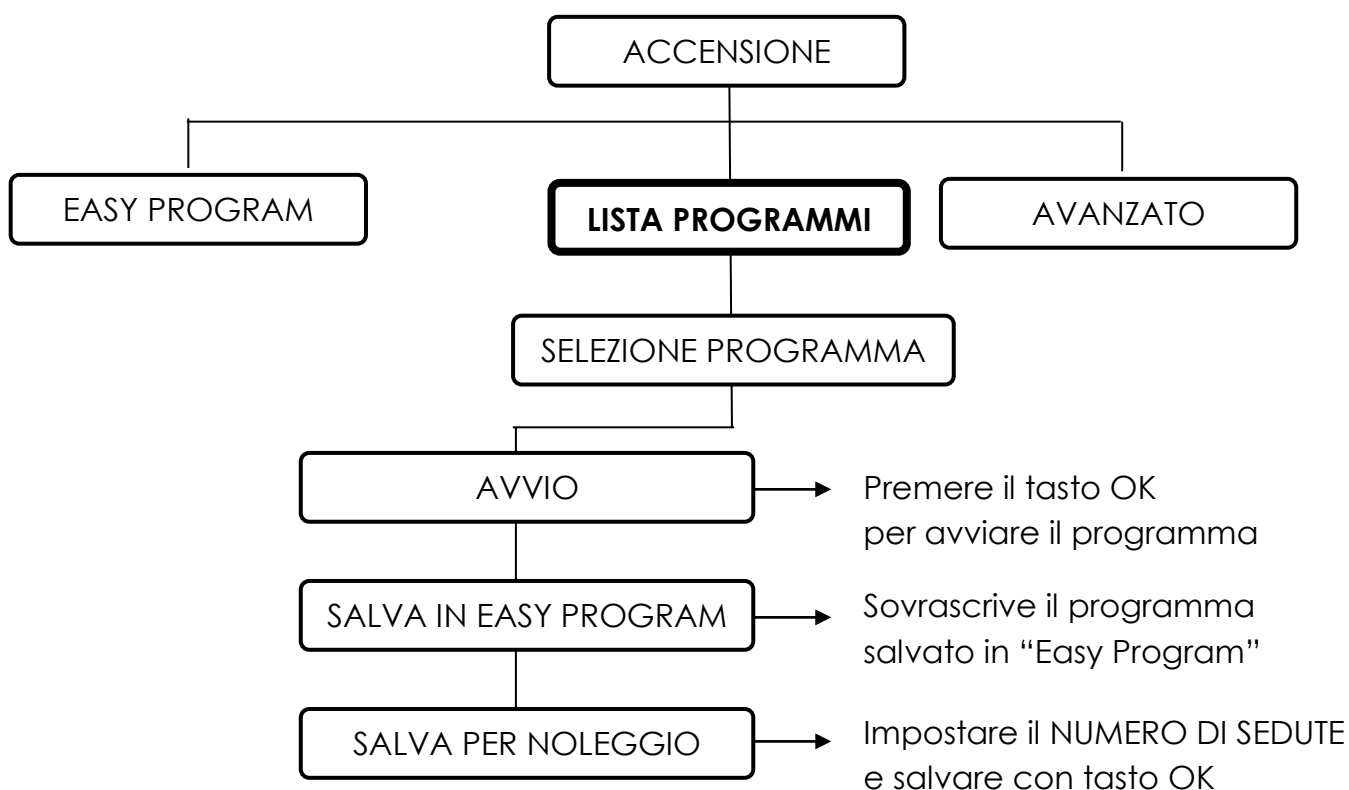 ACCENSIONE
EASY PROGRAM
LISTA PROGRAMMI
AVANZATO
SELEZIONE PROGRAMMA
AVVIO
Premere il tasto OK
per avviare il programma
SALVA IN EASY PROGRAM
Sovrascrive il programma
salvato in “Easy Program”
SALVA PER NOLEGGIO
Impostare il NUMERO DI SEDUTE
e salvare con tasto OK